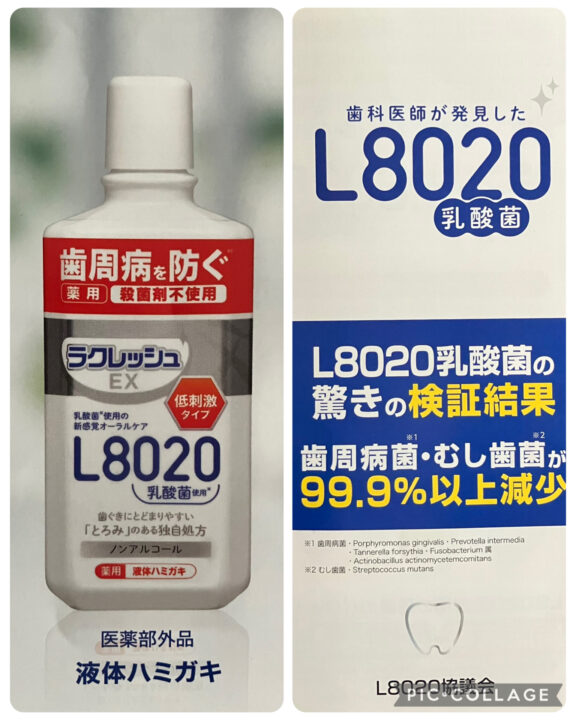 歯周病を防ぐ※
薬用 殺菌剤不使用
ラクレッシュ
EX
低刺激
タイプ
乳酸菌※使用の
新感覚オーラルケア
L8020
乳酸菌使用※
歯ぐきにとどまりやすい
「とろみ」のある独自処方
ノンアルコール
薬用 液体ハミガキ
医薬部外品
液体ハミガキ
歯科医師が発見した
L8020
乳酸菌
L8020乳酸菌の
驚きの検証結果
歯周病菌※1・むし歯菌※2が
99.9%以上減少
※1 歯周病菌・Porphyromonas gingivalis・Prevotella intermedia
・Tannerella forsythia・Fusobacterium 属
・Actinobacillus actinomycetemcomitans
※2 むし歯菌・Streptococcus mutans
L8020協議会
PIC•COLLAGE